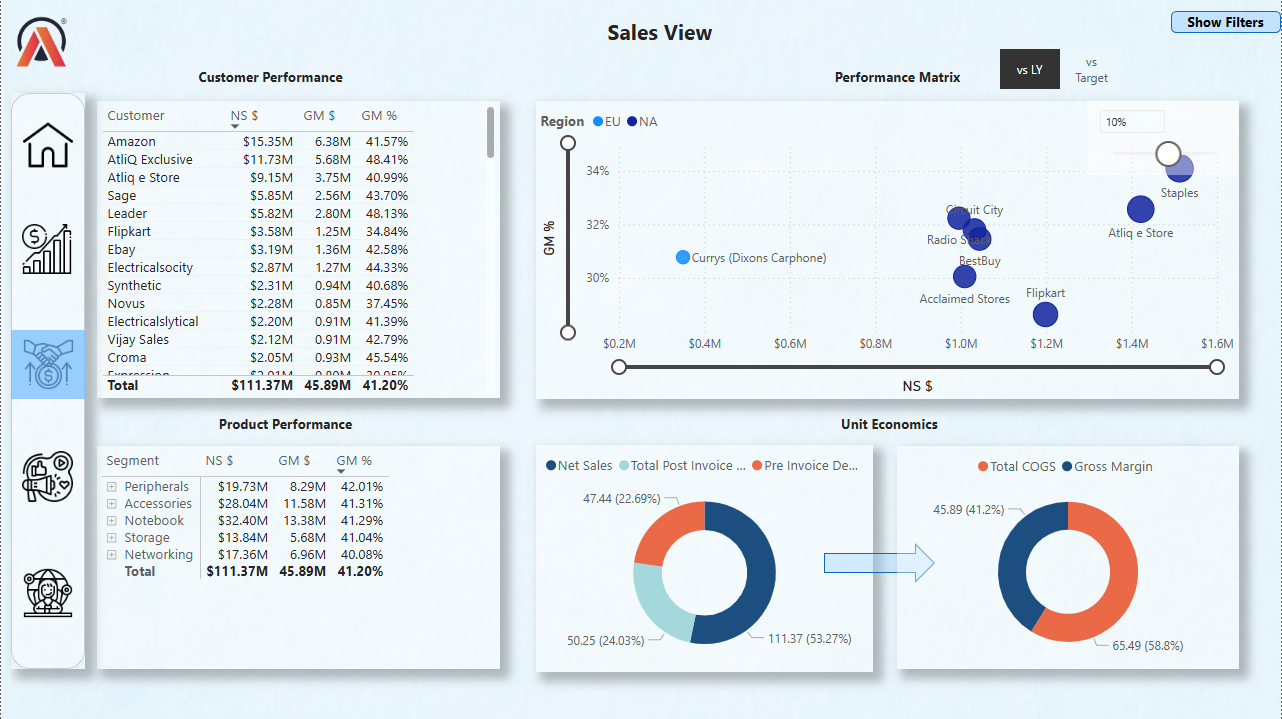 Sales View
Show Filters
Customer Performance
Customer NS $ GM $ GM %
Amazon $15.35M 6.38M 41.57%
AtliQ Exclusive $11.73M 5.68M 48.41%
Atliq e Store $9.15M 3.75M 40.99%
Sage $5.85M 2.56M 43.70%
Leader $5.82M 2.80M 48.13%
Flipkart $3.58M 1.25M 34.84%
Ebay $3.19M 1.36M 42.58%
Electricalsocity $2.87M 1.27M 44.33%
Synthetic $2.31M 0.94M 40.68%
Novus $2.28M 0.85M 37.45%
Electricalslytical $2.20M 0.91M 41.39%
Vijay Sales $2.12M 0.91M 42.79%
Croma $2.05M 0.93M 45.54%
Total $111.37M 45.89M 41.20%
Performance Matrix
vs LY
vs
Target
Region EU NA
10%
GM %
34%
32%
30%
Staples
Circuit City
Atliq e Store
Radio Shack
Currys (Dixons Carphone)
BestBuy
Acclaimed Stores
Flipkart
$0.2M $0.4M $0.6M $0.8M $1.0M $1.2M $1.4M $1.6M
NS $
Product Performance
Segment NS $ GM $ GM %
Peripherals $19.73M 8.29M 42.01%
Accessories $28.04M 11.58M 41.31%
Notebook $32.40M 13.38M 41.29%
Storage $13.84M 5.68M 41.04%
Networking $17.36M 6.96M 40.08%
Total $111.37M 45.89M 41.20%
Unit Economics
Net Sales Total Post Invoice ... Pre Invoice De...
47.44 (22.69%)
50.25 (24.03%)
111.37 (53.27%)
Total COGS Gross Margin
45.89 (41.2%)
65.49 (58.8%)